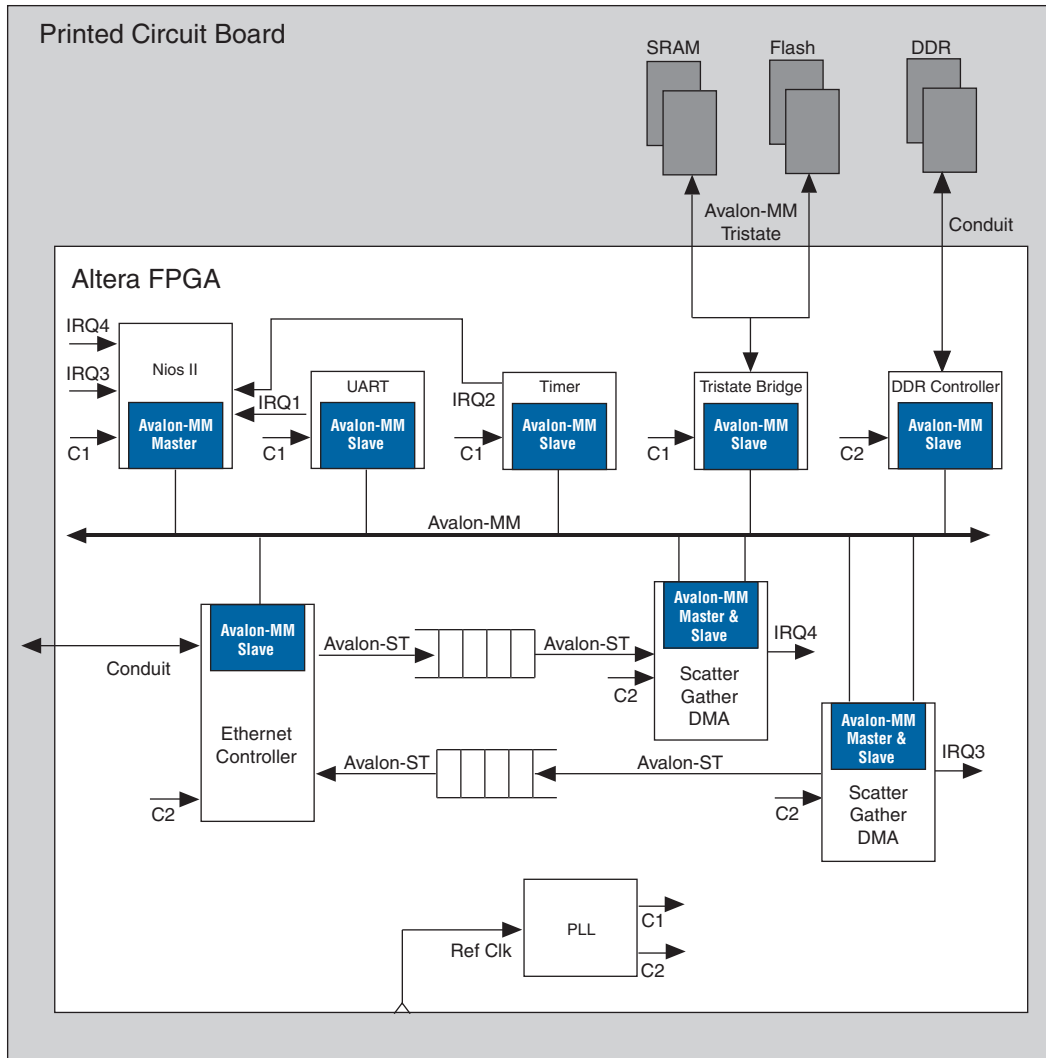 Printed Circuit Board
SRAM
Flash
DDR
Avalon-MM
Tristate
Conduit
Altera FPGA
IRQ4
IRQ3
Nios II
Avalon-MM
Master
C1
IRQ1
UART
Avalon-MM
Slave
C1
IRQ2
Timer
Avalon-MM
Slave
C1
Tristate Bridge
Avalon-MM
Slave
C1
DDR Controller
Avalon-MM
Slave
C2
Avalon-MM
Avalon-MM
Slave
Conduit
Ethernet
Controller
C2
Avalon-ST
Avalon-ST
Avalon-MM
Master &
Slave
IRQ4
C2
Scatter
Gather
DMA
Avalon-ST
Avalon-ST
Avalon-MM
Master &
Slave
IRQ3
C2
Scatter
Gather
DMA
Ref Clk
PLL
C1
C2